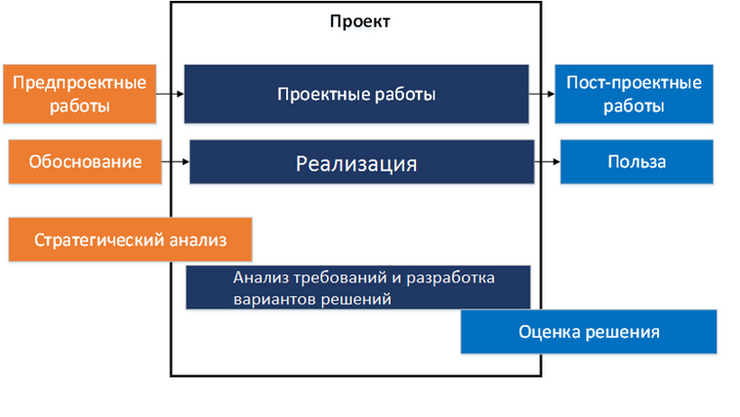 Проект
Предпроектные
работы
Проектные работы
Пост-проектные
работы
Обоснование
Реализация
Польза
Стратегический анализ
Анализ требований и разработка
вариантов решений
Оценка решения